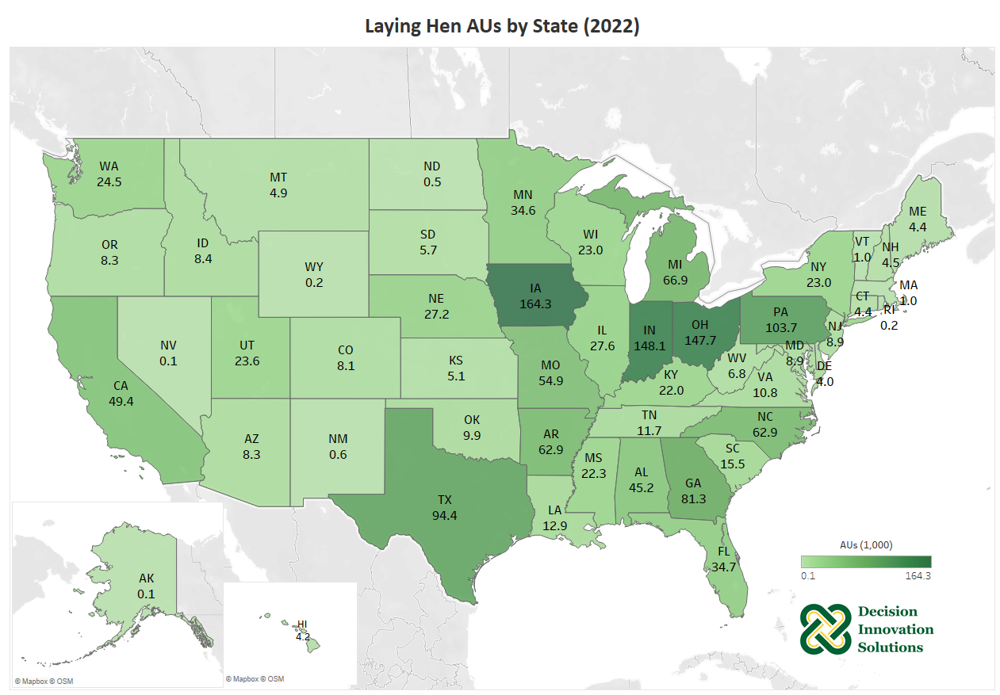 Laying Hen AUs by State (2022)
WA
24.5
MT
4.9
ND
0.5
MN
34.6
OR
8.3
ID
8.4
WY
0.2
SD
5.7
WI
23.0
MI
66.9
NY
23.0
VT
1.0
NH
4.5
ME
4.4
MA
1.0
CT
4.4
RI
0.2
IA
164.3
NE
27.2
IL
27.6
IN
148.1
OH
147.7
PA
103.7
NJ
8.9
MD
8.9
DE
4.0
NV
0.1
UT
23.6
CO
8.1
KS
5.1
MO
54.9
KY
22.0
WV
6.8
VA
10.8
CA
49.4
AZ
8.3
NM
0.6
OK
9.9
AR
62.9
TN
11.7
NC
62.9
SC
15.5
MS
22.3
AL
45.2
GA
81.3
TX
94.4
LA
12.9
FL
34.7
AK
0.1
HI
4.2
AUs (1,000)
0.1 164.3
Decision
Innovation
Solutions
© Mapbox © OSM
© Mapbox © OSM